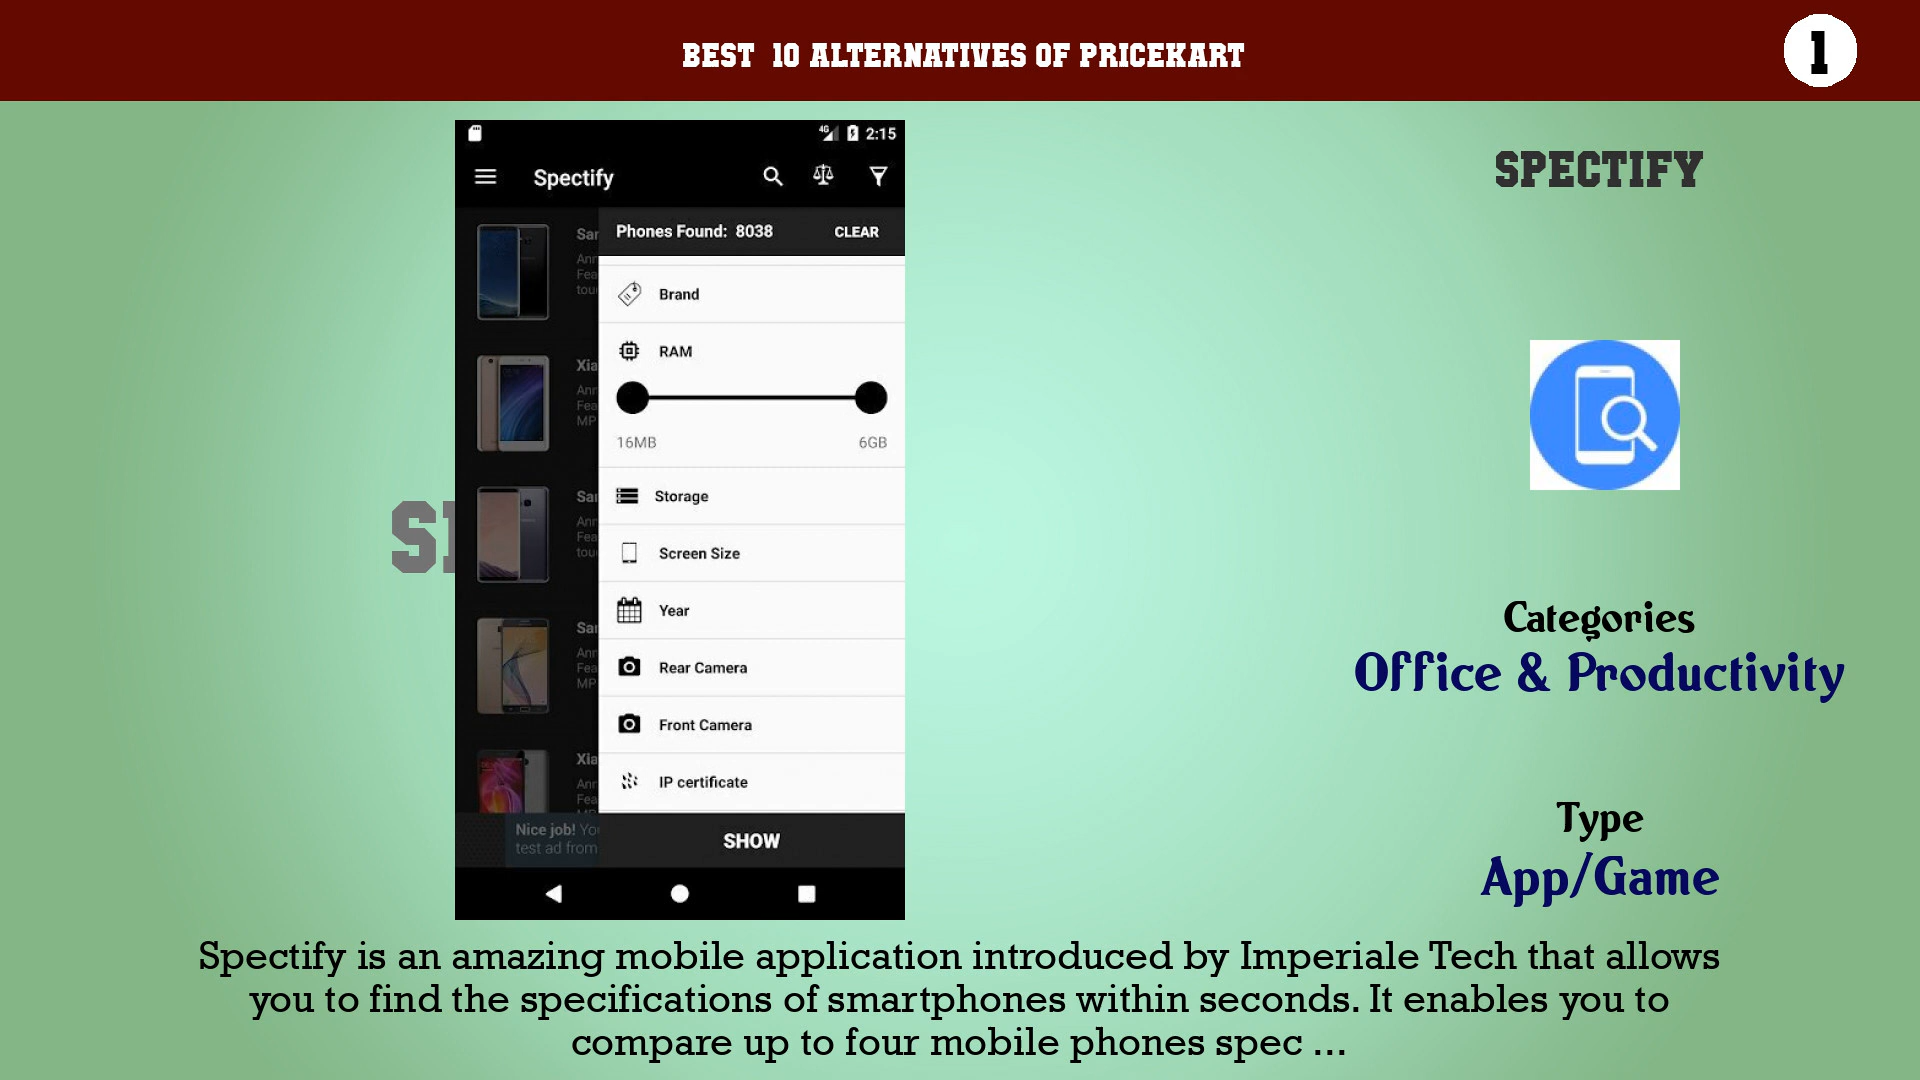 BEST 10 ALTERNATIVES OF PRICEKART
1
4G 2:15
Spectify
Phones Found: 8038 CLEAR
Brand
RAM
16MB 6GB
Storage
Screen Size
Year
Rear Camera
Front Camera
IP certificate
SHOW
Nice job!
test ad from
SPECTIFY
Categories
Office & Productivity
Type
App/Game
Spectify is an amazing mobile application introduced by Imperiale Tech that allows
you to find the specifications of smartphones within seconds. It enables you to
compare up to four mobile phones spec ...